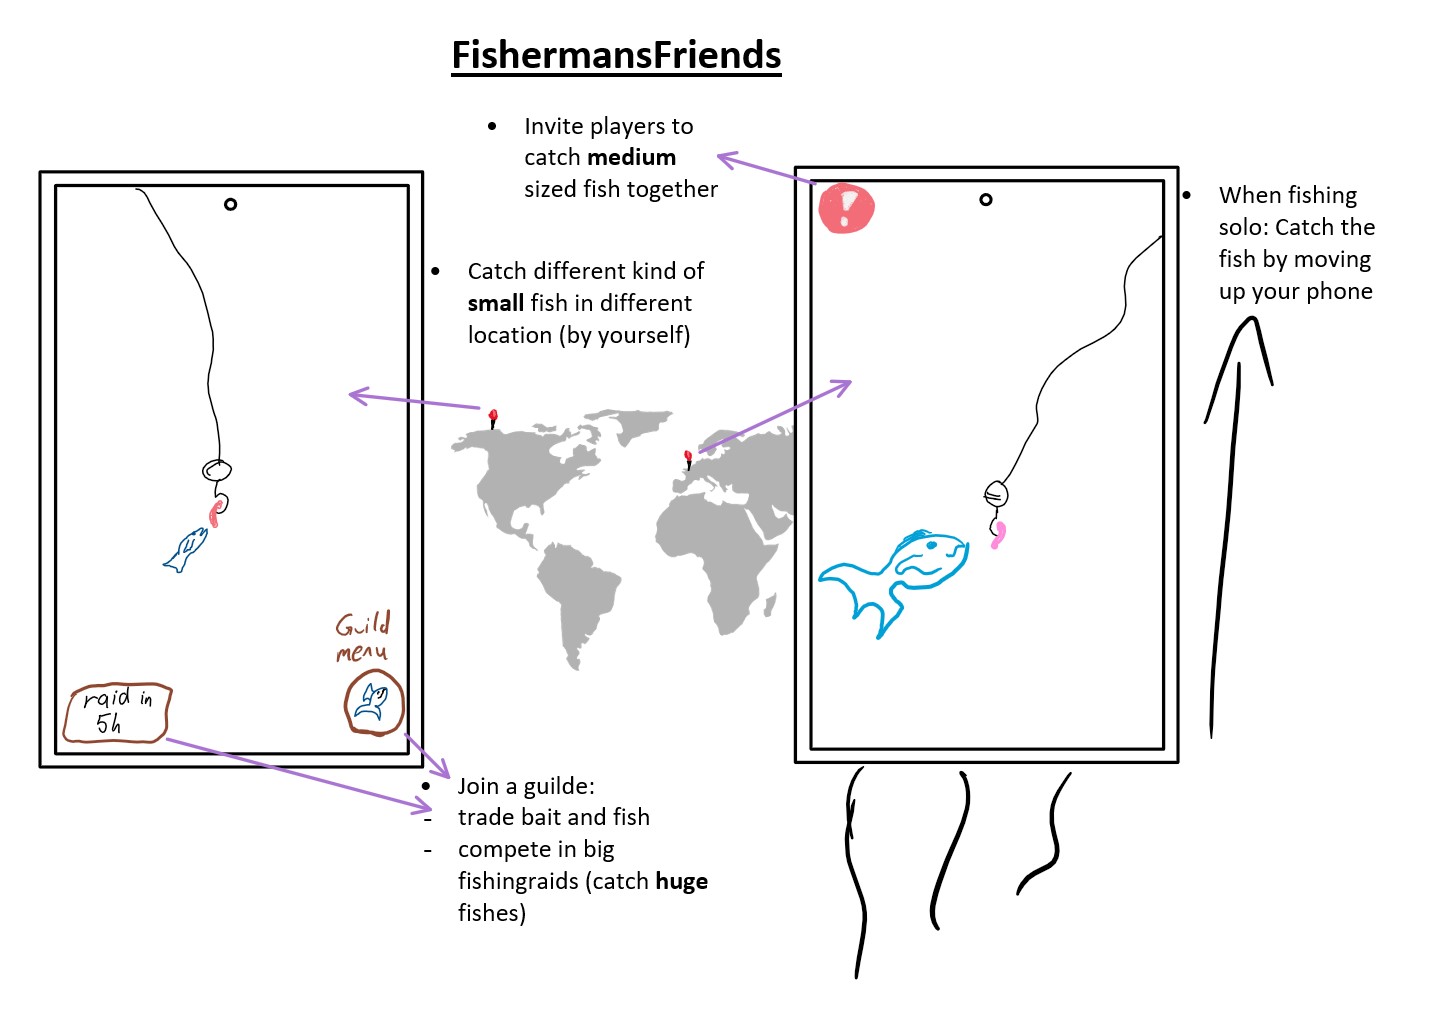 FishermansFriends
• Invite players to
catch medium
sized fish together
• Catch different kind of
small fish in different
location (by yourself)
!
• When fishing
solo: Catch the
fish by moving
up your phone
Guild
menu
raid in
5h
• Join a guilde:
- trade bait and fish
- compete in big
fishingraids (catch huge
fishes)